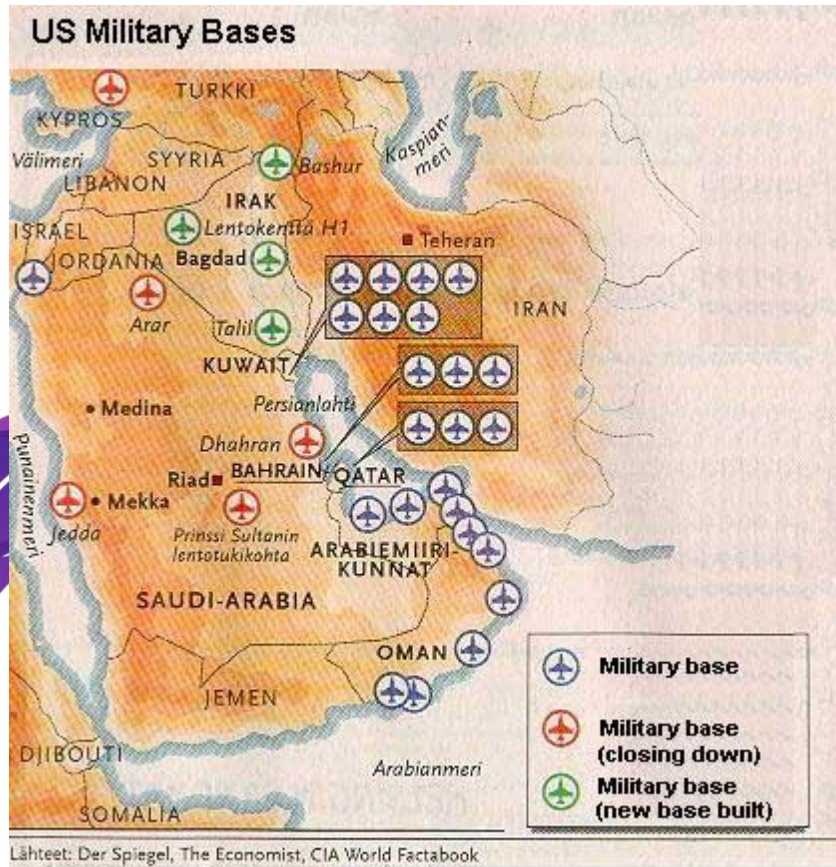 US Military Bases
TURKKI
KYPROS
Välimeri
SYYRIA
Bashur
Kaspian-
meri
LIBANON
IRAK
ISRAEL
Lentokenttä H1.
Teheran
JORDANIA
Bagdad
IRAN
Arar
Talil
KUWAIT
Medina
Persianlahti
Dhahran
Punainenmeri
Riad
BAHRAIN
QATAR
Mekka
Jedda
Prinssi Sultanin
lentotukikohta
ARABIEMIIRI-
KUNNAT
SAUDI-ARABIA
OMAN
JEMEN
DJIBOUTI
Arabianmeri
SOMALIA
Military base
Military base
(closing down)
Military base
(new base built)
Lähteet: Der Spiegel, The Economist, CIA World Factabook